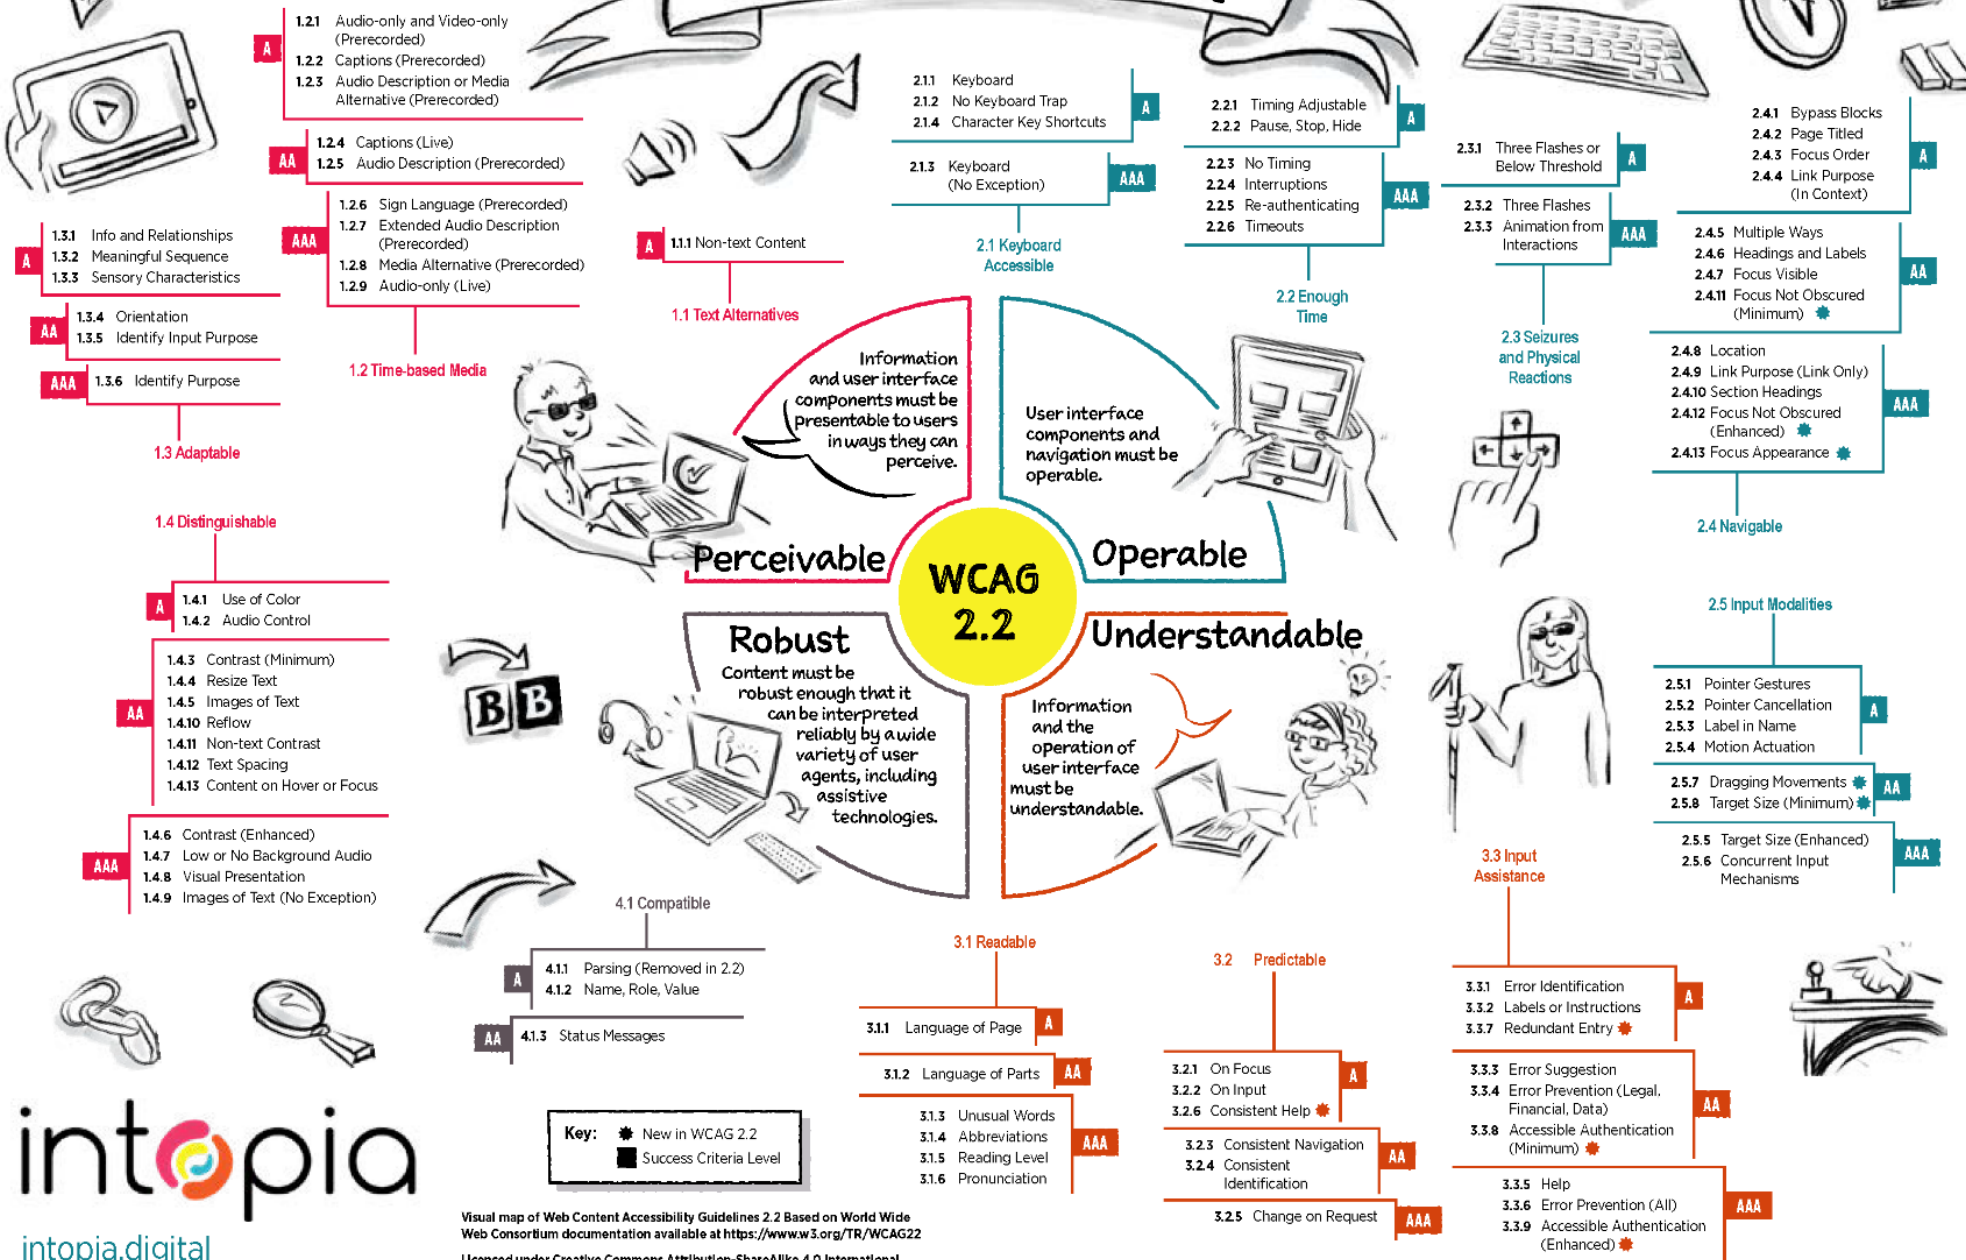 A
1.2.1 Audio-only and Video-only
(Prerecorded)
1.2.2 Captions (Prerecorded)
1.2.3 Audio Description or Media
Alternative (Prerecorded)
AA
1.2.4 Captions (Live)
1.2.5 Audio Description (Prerecorded)
AAA
1.2.6 Sign Language (Prerecorded)
1.2.7 Extended Audio Description
(Prerecorded)
1.2.8 Media Alternative (Prerecorded)
1.2.9 Audio-only (Live)
1.2 Time-based Media
A
1.3.1 Info and Relationships
1.3.2 Meaningful Sequence
1.3.3 Sensory Characteristics
AA
1.3.4 Orientation
1.3.5 Identify Input Purpose
AAA
1.3.6 Identify Purpose
1.3 Adaptable
A
1.1.1 Non-text Content
1.1 Text Alternatives
2.1.1 Keyboard
2.1.2 No Keyboard Trap
2.1.4 Character Key Shortcuts
A
2.1.3 Keyboard
(No Exception)
AAA
2.1 Keyboard
Accessible
2.2.1 Timing Adjustable
2.2.2 Pause, Stop, Hide
A
2.2.3 No Timing
2.2.4 Interruptions
2.2.5 Re-authenticating
2.2.6 Timeouts
AAA
2.2 Enough
Time
2.3.1 Three Flashes or
Below Threshold
A
2.3.2 Three Flashes
2.3.3 Animation from
Interactions
AAA
2.3 Seizures
and Physical
Reactions
2.4.1 Bypass Blocks
2.4.2 Page Titled
2.4.3 Focus Order
2.4.4 Link Purpose
(In Context)
A
2.4.5 Multiple Ways
2.4.6 Headings and Labels
2.4.7 Focus Visible
2.4.11 Focus Not Obscured
(Minimum)
AA
2.4.8 Location
2.4.9 Link Purpose (Link Only)
2.4.10 Section Headings
2.4.12 Focus Not Obscured
(Enhanced)
2.4.13 Focus Appearance
AAA
2.4 Navigable
Information
and user interface
components must be
presentable to users
in ways they can
perceive.
Perceivable
User interface
components and
navigation must be
operable.
Operable
WCAG
2.2
Robust
Content must be
robust enough that it
can be interpreted
reliably by a wide
variety of user
agents, including
assistive
technologies.
Understandable
Information
and the
operation of
user interface
must be
understandable.
B B
1.4 Distinguishable
A
1.4.1 Use of Color
1.4.2 Audio Control
AA
1.4.3 Contrast (Minimum)
1.4.4 Resize Text
1.4.5 Images of Text
1.4.10 Reflow
1.4.11 Non-text Contrast
1.4.12 Text Spacing
1.4.13 Content on Hover or Focus
AAA
1.4.6 Contrast (Enhanced)
1.4.7 Low or No Background Audio
1.4.8 Visual Presentation
1.4.9 Images of Text (No Exception)
2.5 Input Modalities
2.5.1 Pointer Gestures
2.5.2 Pointer Cancellation
2.5.3 Label in Name
2.5.4 Motion Actuation
A
2.5.7 Dragging Movements
2.5.8 Target Size (Minimum)
AA
2.5.5 Target Size (Enhanced)
2.5.6 Concurrent Input
Mechanisms
AAA
4.1 Compatible
A
4.1.1 Parsing (Removed in 2.2)
4.1.2 Name, Role, Value
AA
4.1.3 Status Messages
3.1 Readable
3.1.1 Language of Page
A
3.1.2 Language of Parts
AA
3.1.3 Unusual Words
3.1.4 Abbreviations
3.1.5 Reading Level
3.1.6 Pronunciation
AAA
3.2 Predictable
3.2.1 On Focus
3.2.2 On Input
3.2.6 Consistent Help
A
3.2.3 Consistent Navigation
3.2.4 Consistent
Identification
AA
3.2.5 Change on Request
AAA
3.3 Input
Assistance
3.3.1 Error Identification
3.3.2 Labels or Instructions
3.3.7 Redundant Entry
A
3.3.3 Error Suggestion
3.3.4 Error Prevention (Legal,
Financial, Data)
3.3.8 Accessible Authentication
(Minimum)
AA
3.3.5 Help
3.3.6 Error Prevention (All)
3.3.9 Accessible Authentication
(Enhanced)
AAA
intopia
intopia.digital
Key: New in WCAG 2.2
Success Criteria Level
Visual map of Web Content Accessibility Guidelines 2.2 Based on World Wide
Web Consortium documentation available at https://www.w3.org/TR/WCAG22
Licenced under Creative Commons Attribution-ShareAlike 4.0 International